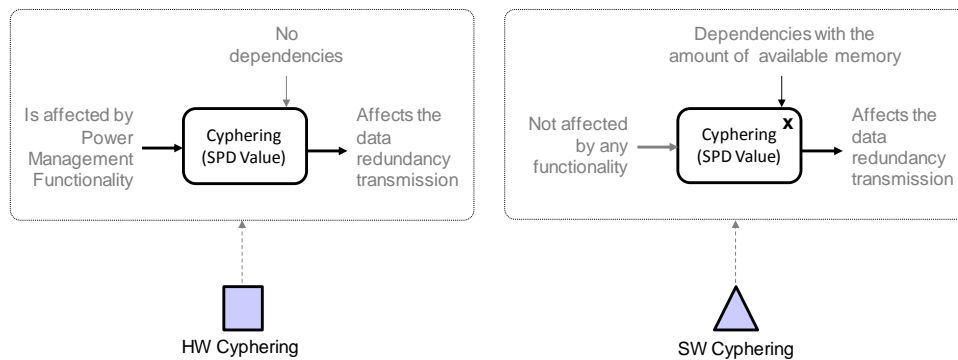 No
dependencies
Is affected by
Power
Management
Functionality
Cyphering
(SPD Value)
Affects the
data
redundancy
transmission
HW Cyphering
Dependencies with the
amount of available memory
Not affected
by any
functionality
x
Cyphering
(SPD Value)
Affects the
data
redundancy
transmission
SW Cyphering